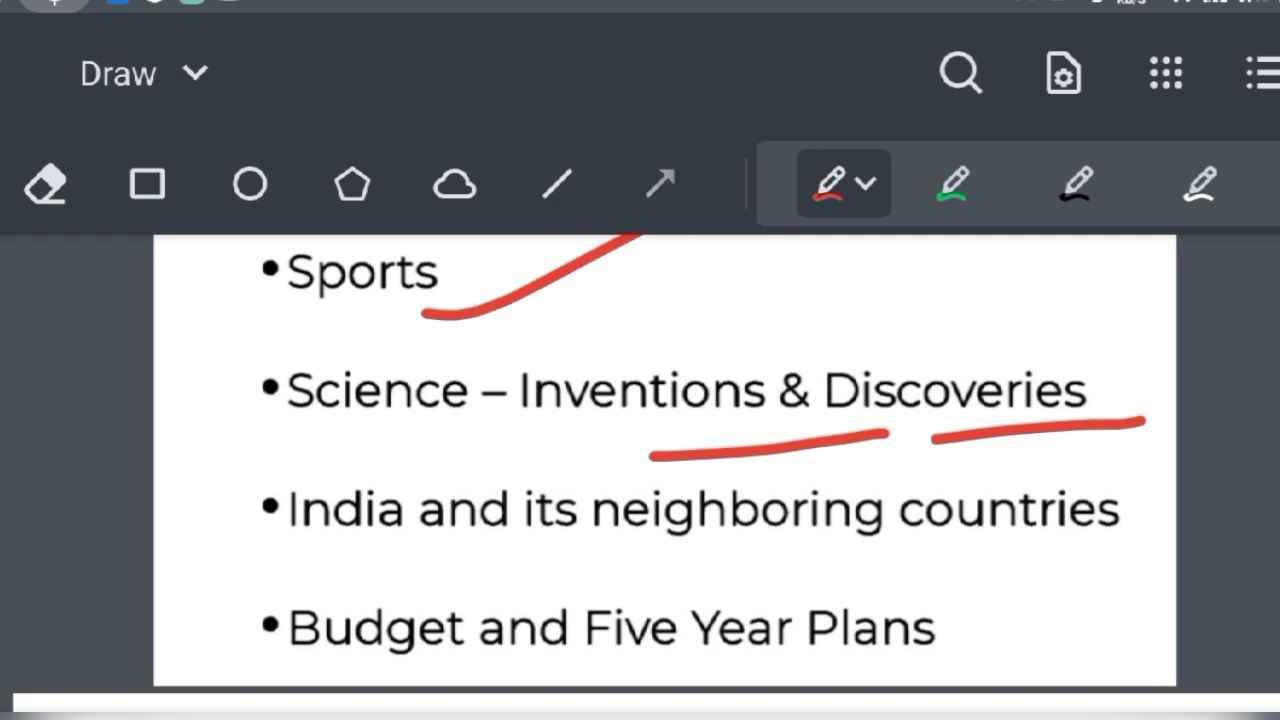 Draw
• Sports
• Science – Inventions & Discoveries
• India and its neighboring countries
• Budget and Five Year Plans